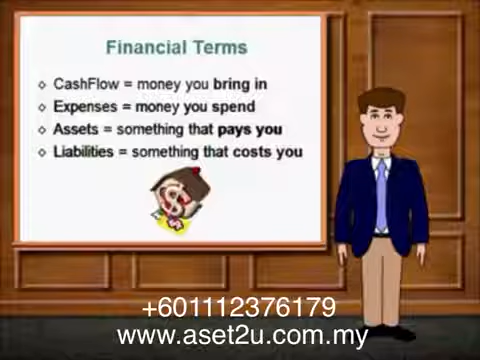 Financial Terms
◇ CashFlow = money you bring in
◇ Expenses = money you spend
◇ Assets = something that pays you
◇ Liabilities = something that costs you
$
+601112376179
www.aset2u.com.my